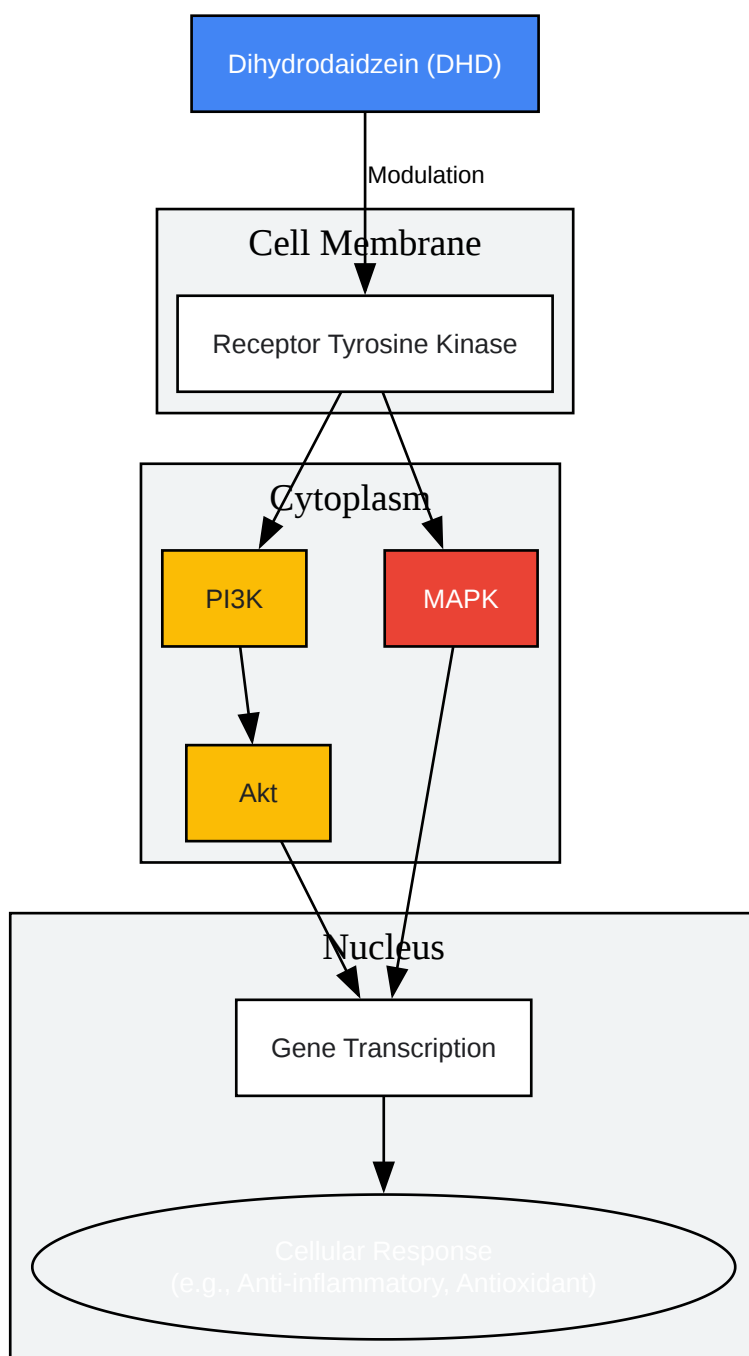 Dihydrodaidzein (DHD)
Modulation
Cell Membrane
Receptor Tyrosine Kinase
Cytoplasm
PI3K
MAPK
Akt
Nucleus
Gene Transcription
Cellular Response
(e.g., Anti-inflammatory, Antioxidant)